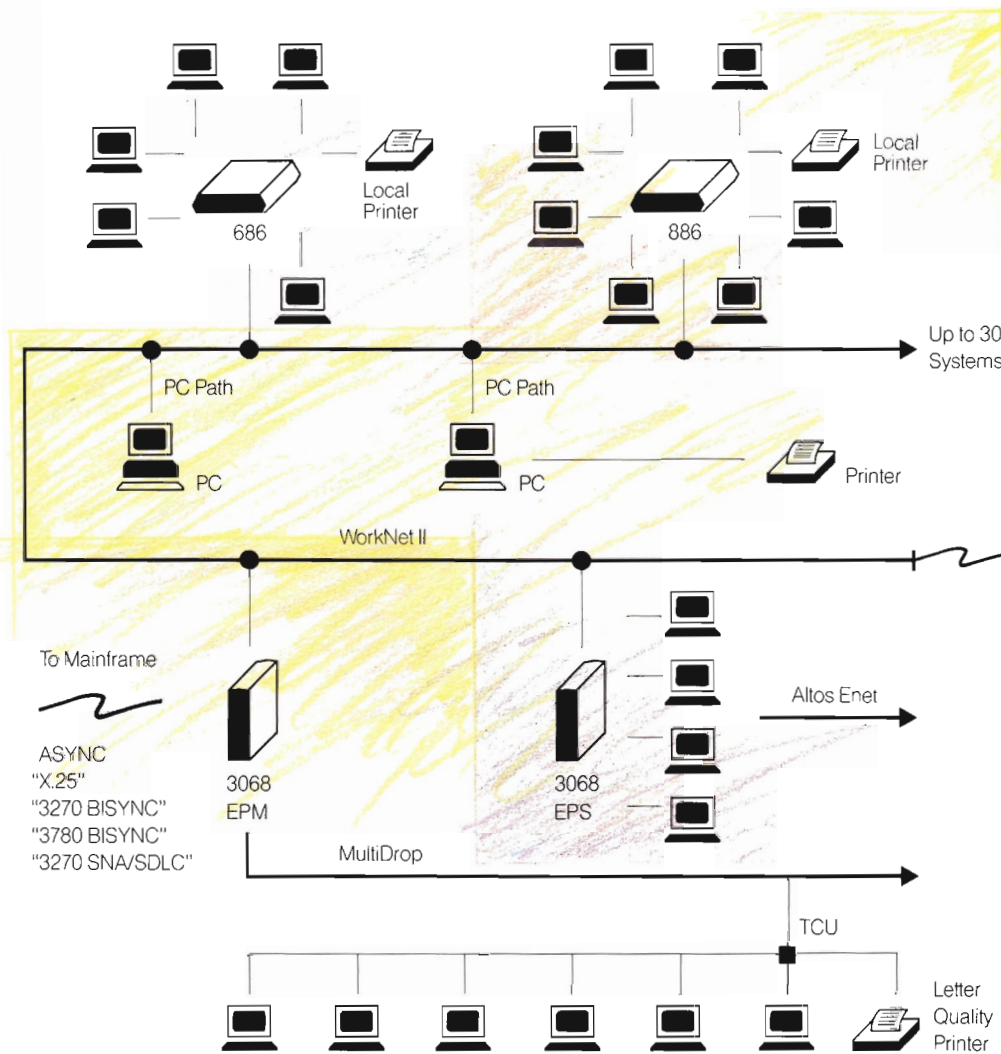 Local
Printer
686
Local
Printer
886
Up to 30
Systems
PC Path
PC Path
PC
PC
Printer
WorkNet II
To Mainframe
ASYNC
"X.25"
"3270 BISYNC"
"3780 BISYNC"
"3270 SNA/SDLC"
3068
EPM
3068
EPS
Altos Enet
MultiDrop
TCU
Letter
Quality
Printer